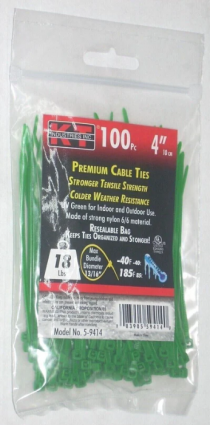 KT
INDUSTRIES INC
100 Pc
4"
10 CM
PREMIUM CABLE TIES
STRONGER TENSILE STRENGTH
COLDER WEATHER RESISTANCE
UV Green for Indoor and Outdoor Use.
Made of strong nylon 6/6 material.
RESEALABLE BAG
KEEPS TIES ORGANIZED AND STRONGER!
18
Lbs
Max
Bundle
Diameter
13/16"
-40F/-40
185F/85
Model No. 5-9414